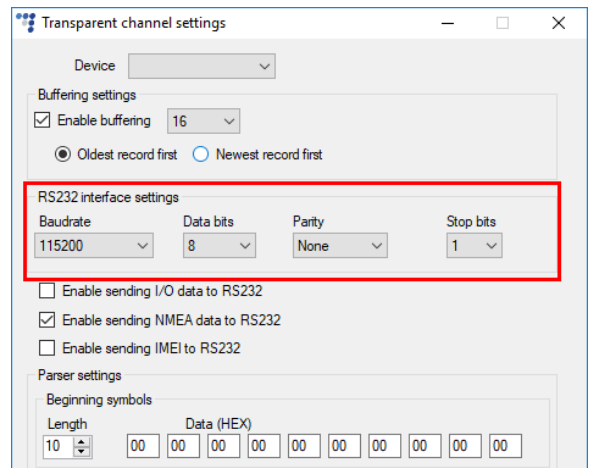 Transparent channel settings
Device
Buffering settings
Enable buffering 16
Oldest record first Newest record first
RS232 interface settings
Baudrate Data bits Parity Stop bits
115200 8 None 1
Enable sending I/O data to RS232
Enable sending NMEA data to RS232
Enable sending IMEI to RS232
Parser settings
Beginning symbols
Length Data (HEX)
10 00 00 00 00 00 00 00 00 00 00